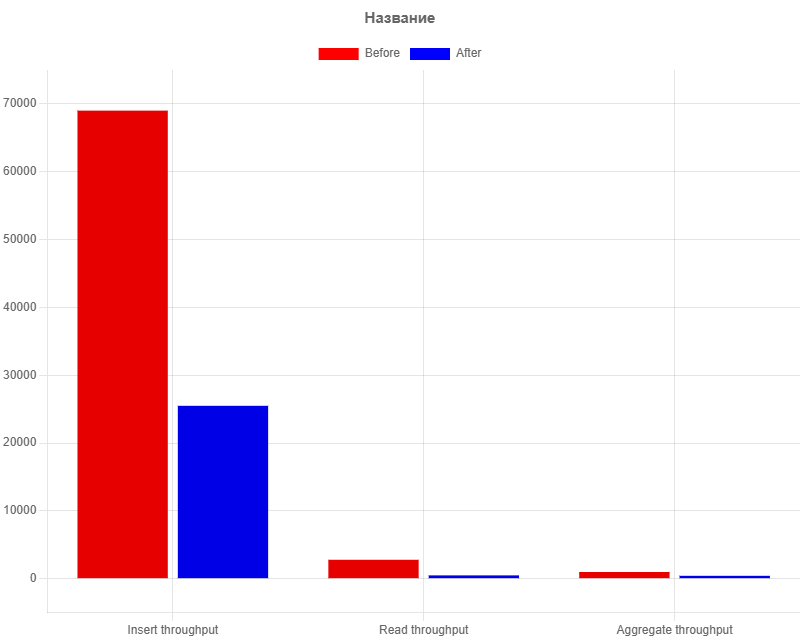 Название
Before After
70000
60000
50000
40000
30000
20000
10000
0
Insert throughput Read throughput Aggregate throughput